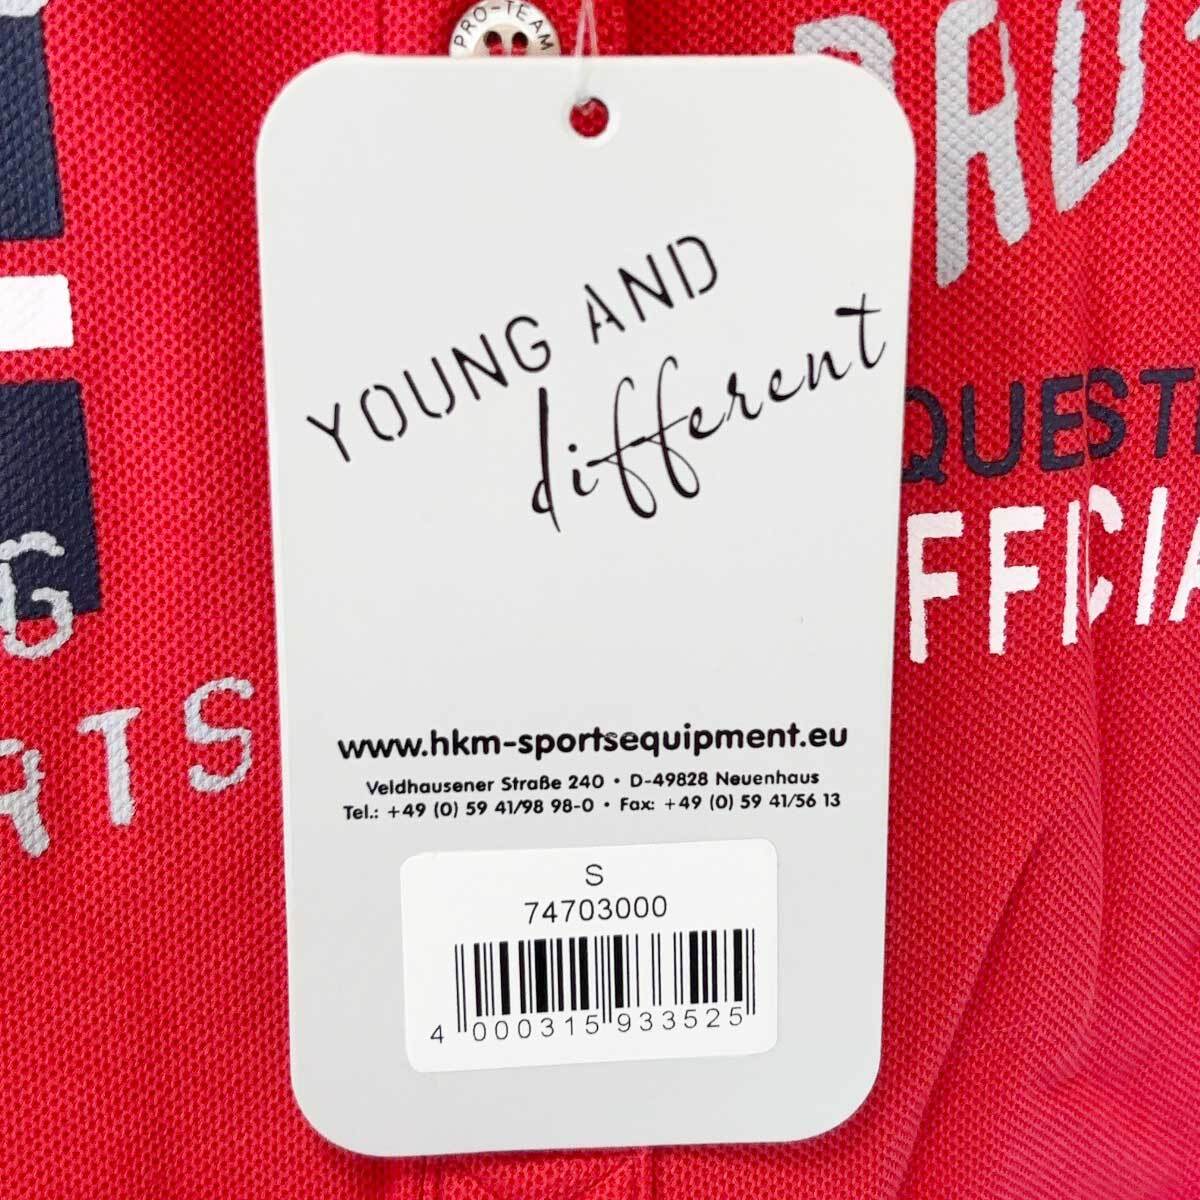 PRO-TEAM
YOUNG AND
different
www.hkm-sportsequipment.eu
Veldhausener Straße 240 • D-49828 Neuenhaus
Tel.: +49 (0) 59 41/98 98-0 • Fax: +49 (0) 59 41/56 13
S
74703000
4 000315 933525
QUEST
FFICIA
G
RTS